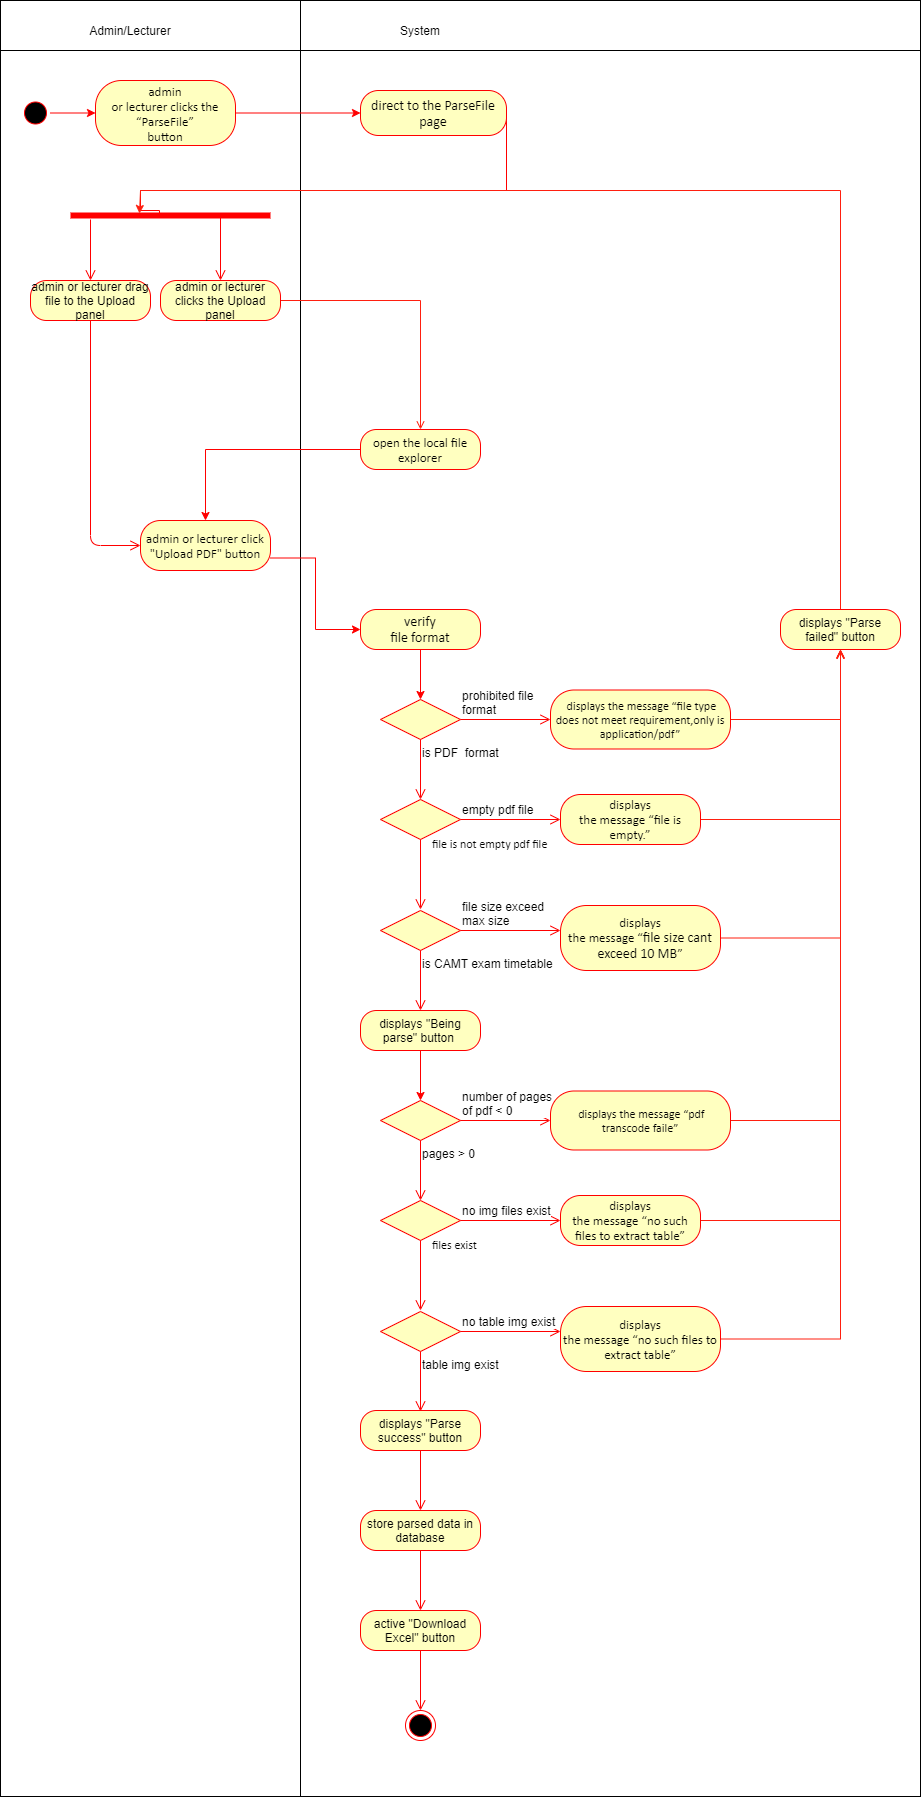 Admin/Lecturer
System
admin
or lecturer clicks the
“ParseFile”
button
direct to the ParseFile
page
admin or lecturer drag
file to the Upload
panel
admin or lecturer
clicks the Upload
panel
open the local file
explorer
admin or lecturer click
"Upload PDF" button
verify
file format
displays "Parse
failed" button
prohibited file
format
displays the message “file type
does not meet requirement,only is
application/pdf”
is PDF  format
empty pdf file
displays
the message “file is
empty.”
file is not empty pdf file
file size exceed
max size
displays
the message “file size cant
exceed 10 MB”
is CAMT exam timetable
displays "Being
parse" button
number of pages
of pdf < 0
displays the message “pdf
transcode faile”
pages > 0
no img files exist
displays
the message “no such
files to extract table”
files exist
no table img exist
displays
the message “no such files to
extract table”
table img exist
displays "Parse
success" button
store parsed data in
database
active "Download
Excel" button